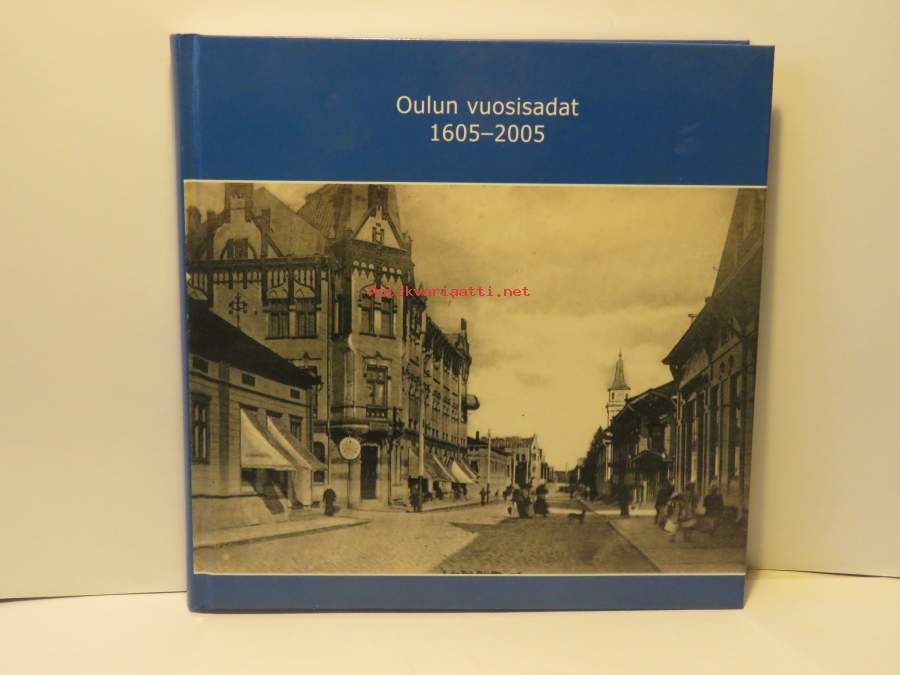 Oulun vuosisadat
1605–2005
Antikvariaatti.net